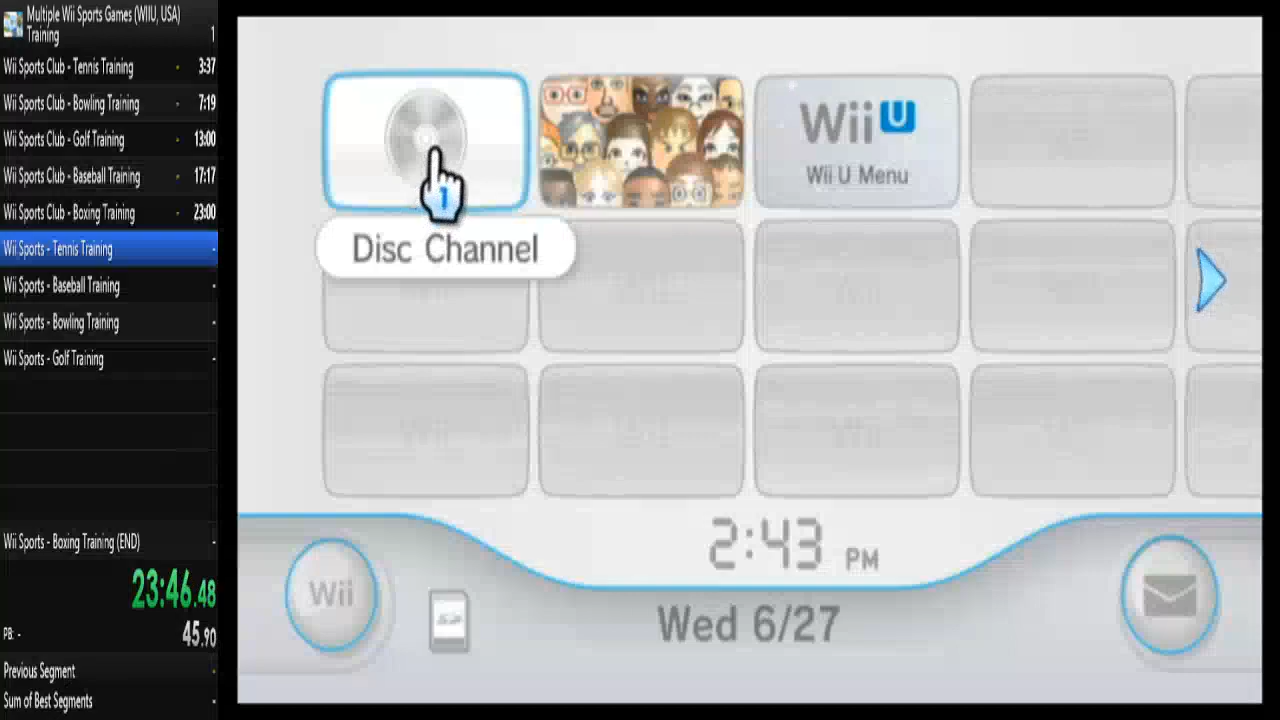 Multiple Wii Sports Games (WIIU, USA)
Training
1
Wii Sports Club - Tennis Training - 3:37
Wii Sports Club - Bowling Training - 7:19
Wii Sports Club - Golf Training - 13:00
Wii Sports Club - Baseball Training - 17:17
Wii Sports Club - Boxing Training - 23:00
Wii Sports - Tennis Training -
Wii Sports - Baseball Training -
Wii Sports - Bowling Training -
Wii Sports - Golf Training -
Wii Sports - Boxing Training (END) -
23:46.48
PB: - 45.90
Previous Segment -
Sum of Best Segments -
Wii U
Wii U Menu
1
Disc Channel
2:43 PM
Wii
Wed 6/27